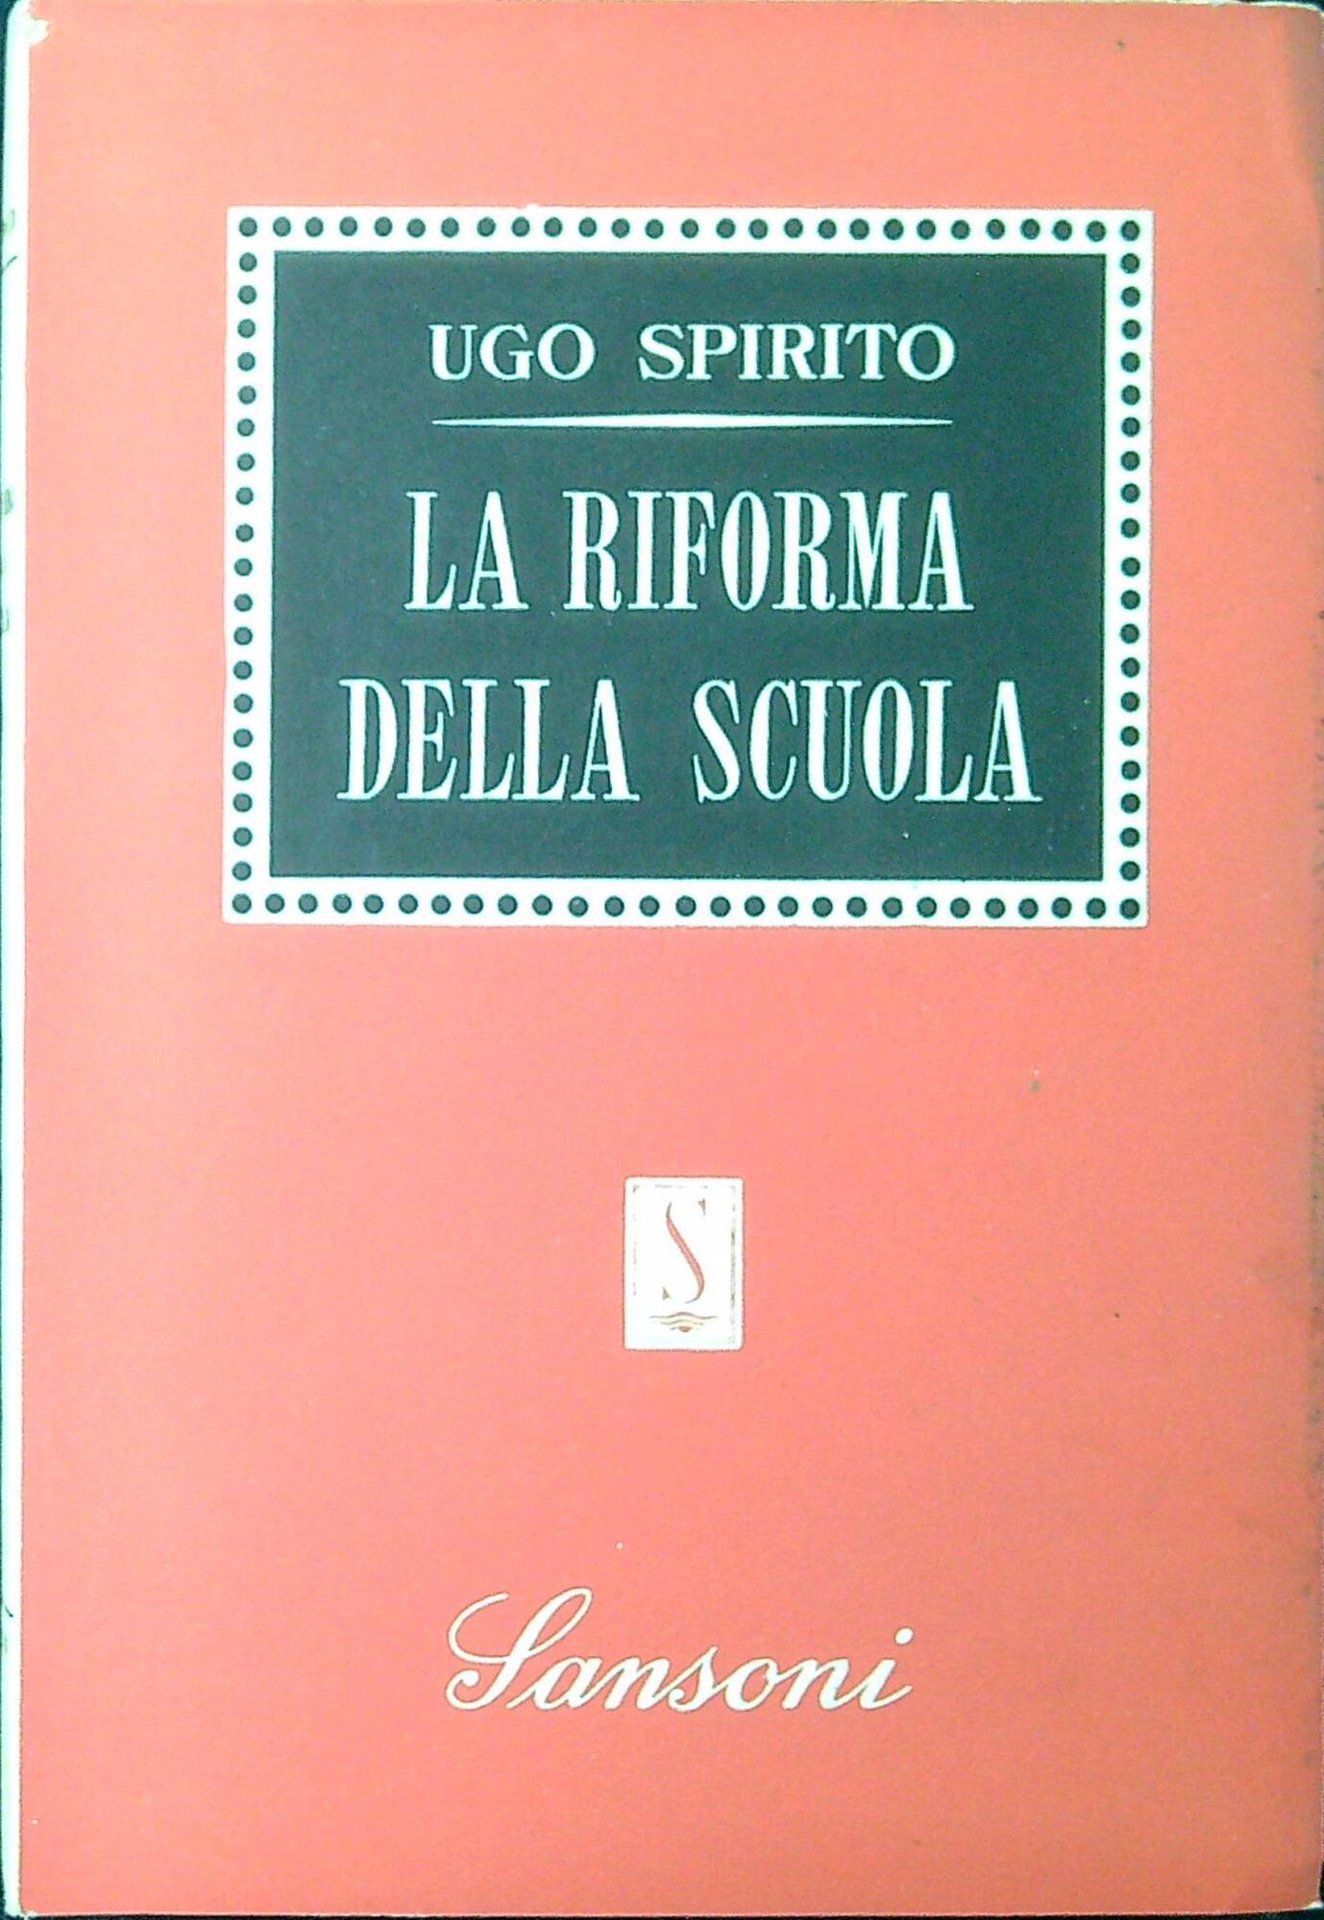 UGO SPIRITO
LA RIFORMA
DELLA SCUOLA
S
Sansoni